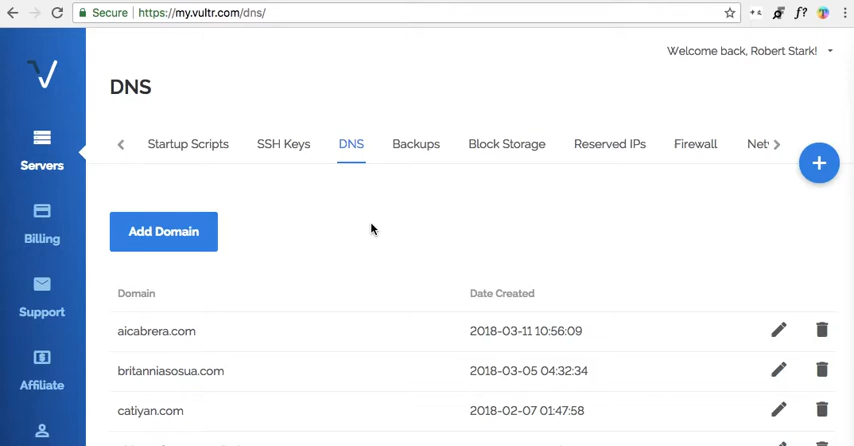 Secure https://my.vultr.com/dns/
Welcome back, Robert Stark!
DNS
Startup Scripts SSH Keys DNS Backups Block Storage Reserved IPs Firewall
Servers
Add Domain
Billing
Domain Date Created
Support
aicabrera.com 2018-03-11 10:56:09
britanniasosua.com 2018-03-05 04:32:34
Affiliate
catiyan.com 2018-02-07 01:47:58